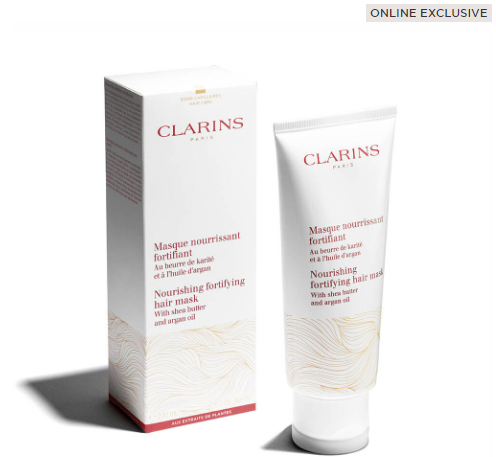 ONLINE EXCLUSIVE
CLARINS
PARIS
Masque nourrissant
fortifiant
Au beurre de karité
et à l'huile d'argan
Nourishing fortifying
hair mask
With shea butter
and argan oil
AUX EXTRAITS DE PLANTES
CLARINS
PARIS
Masque nourrissant
fortifiant
Au beurre de karité
et à l'huile d'argan
Nourishing
fortifying hair mask
With shea butter
and argan oil